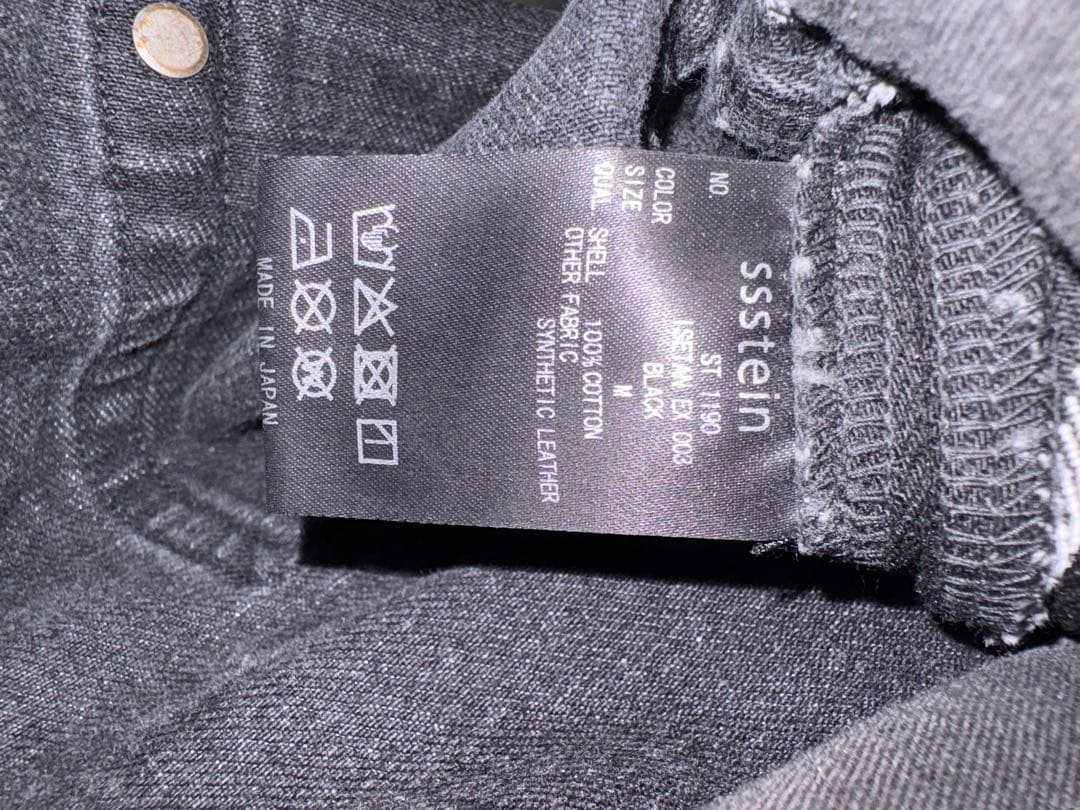 ssstein
ST 1190
NO. ISETAN EX 003
COLOR BLACK
SIZE M
QUAL SHELL 100% COTTON
OTHER FABRIC
SYNTHETIC LEATHER
MADE IN JAPAN